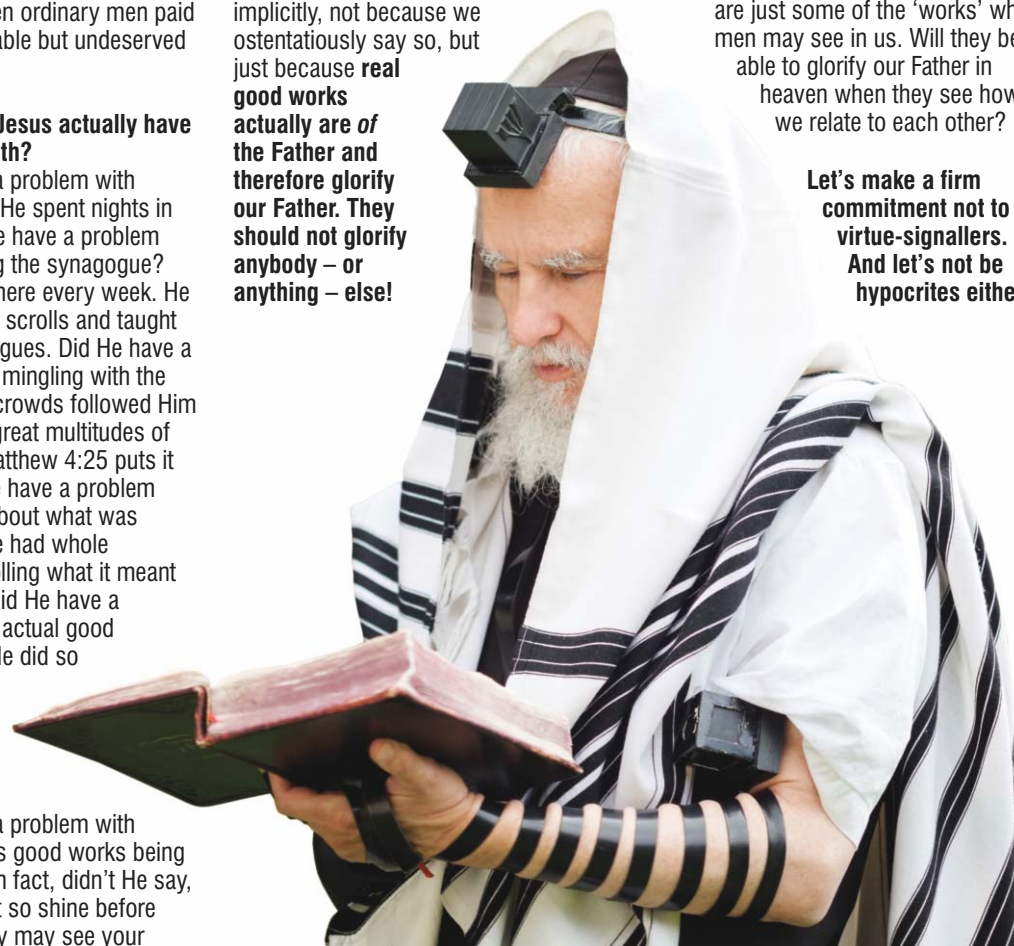 en ordinary men paid
able but undeserved
Jesus actually have
th?
a problem with
He spent nights in
e have a problem
g the synagogue?
here every week. He
scrolls and taught
gues. Did He have a
mingling with the
crowds followed Him
great multitudes of
atthew 4:25 puts it
e have a problem
bout what was
e had whole
lling what it meant
id He have a
actual good
He did so
a problem with
s good works being
n fact, didn't He say,
t so shine before
y may see your
implicitly, not because we
ostentatiously say so, but
just because real
good works
actually are of
the Father and
therefore glorify
our Father. They
should not glorify
anybody – or
anything – else!
are just some of the 'works' wh
men may see in us. Will they be
able to glorify our Father in
heaven when they see how
we relate to each other?
Let's make a firm
commitment not to
virtue-signallers.
And let's not be
hypocrites eithe